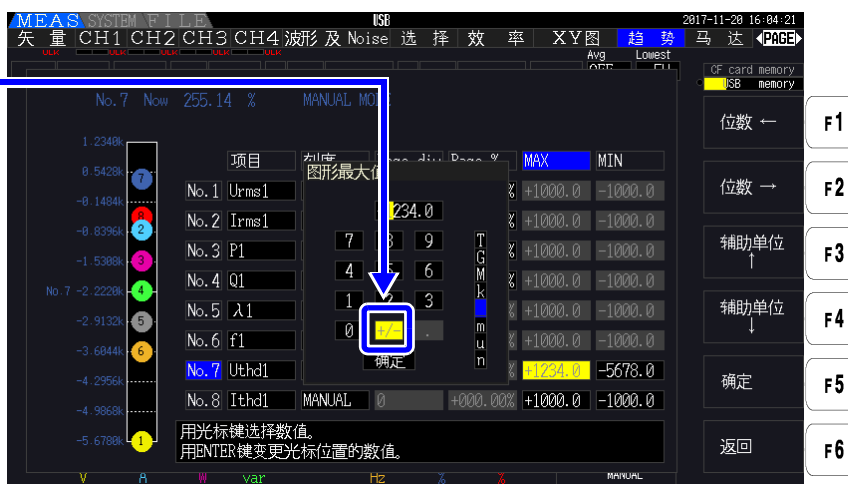 MEAS SYSTEM FILE USB 2017-11-20 16:04:21
矢 量 CH1 CH2 CH3 CH4 波形 及 Noise 选 择 效 率 XY图 趋 势 马 达 PAGE
Avg Lowest
CF card memory
USB memory
No.7 Now 255.14 % MANUAL
位数 ← F1
1.2340k
0.5428k
-0.1484k
-0.8396k
-1.5308k
No.7 -2.2220k
-2.9132k
-3.6044k
-4.2956k
-4.9868k
-5.6780k
7
8
2
3
4
5
6
1
项目 MAX MIN
No.1 Urms1 % +1000.0 -1000.0
No.2 Irms1 % +1000.0 -1000.0
No.3 P1 % +1000.0 -1000.0
No.4 Q1 % +1000.0 -1000.0
No.5 λ1 % +1000.0 -1000.0
No.6 f1 % +1000.0 -1000.0
No.7 Uthd1 % +1234.0 -5678.0
No.8 Ithd1 MANUAL 0 +000.00% +1000.0 -1000.0
图形最大值
234.0
7 9
4 6
1 3
0 +/- .
确定
T
G
M
k
m
u
n
位数 → F2
辅助单位 ↑ F3
辅助单位 ↓ F4
确定 F5
返回 F6
用光标键选择数值。
用ENTER键变更光标位置的数值。
V A W var Hz % % MANUAL